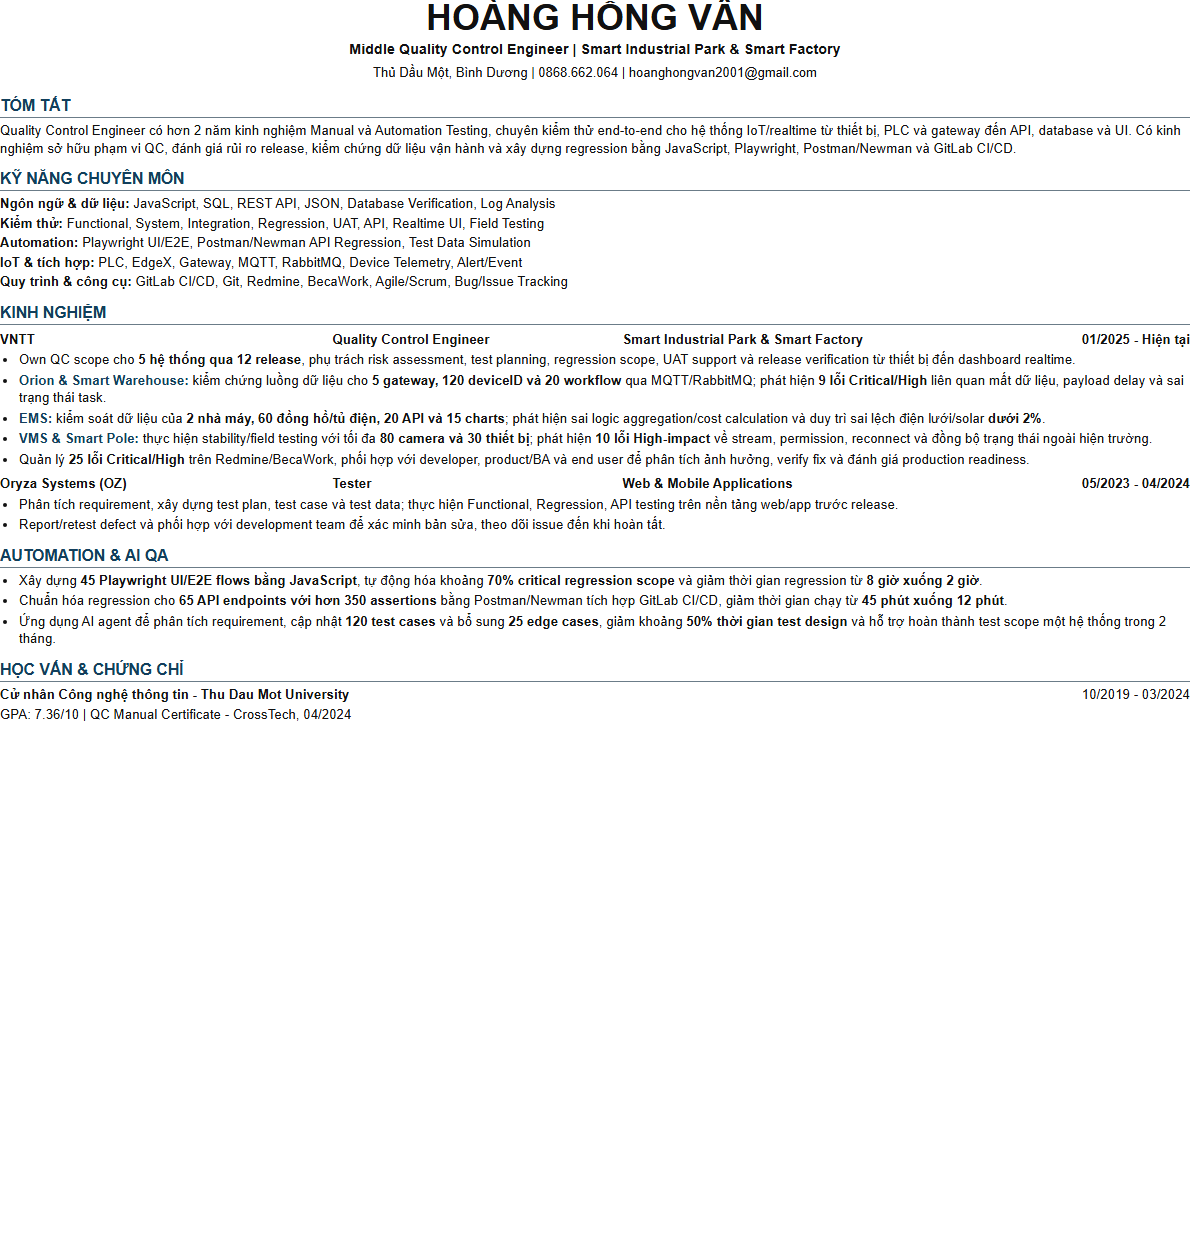 HOÀNG HỒNG VÂN
Middle Quality Control Engineer | Smart Industrial Park & Smart Factory
Thủ Dầu Một, Bình Dương | 0868.662.064 | hoanghongvan2001@gmail.com
TÓM TẮT
Quality Control Engineer có hơn 2 năm kinh nghiệm Manual và Automation Testing, chuyên kiểm thử end-to-end cho hệ thống IoT/realtime từ thiết bị, PLC và gateway đến API, database và UI. Có kinh
nghiệm sở hữu phạm vi QC, đánh giá rủi ro release, kiểm chứng dữ liệu vận hành và xây dựng regression bằng JavaScript, Playwright, Postman/Newman và GitLab CI/CD.
KỸ NĂNG CHUYÊN MÔN
Ngôn ngữ & dữ liệu: JavaScript, SQL, REST API, JSON, Database Verification, Log Analysis
Kiểm thử: Functional, System, Integration, Regression, UAT, API, Realtime UI, Field Testing
Automation: Playwright UI/E2E, Postman/Newman API Regression, Test Data Simulation
IoT & tích hợp: PLC, EdgeX, Gateway, MQTT, RabbitMQ, Device Telemetry, Alert/Event
Quy trình & công cụ: GitLab CI/CD, Git, Redmine, BecaWork, Agile/Scrum, Bug/Issue Tracking
KINH NGHIỆM
VNTT Quality Control Engineer Smart Industrial Park & Smart Factory 01/2025 - Hiện tại
• Own QC scope cho 5 hệ thống qua 12 release, phụ trách risk assessment, test planning, regression scope, UAT support và release verification từ thiết bị đến dashboard realtime.
• Orion & Smart Warehouse: kiểm chứng luồng dữ liệu cho 5 gateway, 120 deviceID và 20 workflow qua MQTT/RabbitMQ; phát hiện 9 lỗi Critical/High liên quan mất dữ liệu, payload delay và sai
trạng thái task.
• EMS: kiểm soát dữ liệu của 2 nhà máy, 60 đồng hồ/tủ điện, 20 API và 15 charts; phát hiện sai logic aggregation/cost calculation và duy trì sai lệch điện lưới/solar dưới 2%.
• VMS & Smart Pole: thực hiện stability/field testing với tối đa 80 camera và 30 thiết bị; phát hiện 10 lỗi High-impact về stream, permission, reconnect và đồng bộ trạng thái ngoài hiện trường.
• Quản lý 25 lỗi Critical/High trên Redmine/BecaWork, phối hợp với developer, product/BA và end user để phân tích ảnh hưởng, verify fix và đánh giá production readiness.
Oryza Systems (OZ) Tester Web & Mobile Applications 05/2023 - 04/2024
• Phân tích requirement, xây dựng test plan, test case và test data; thực hiện Functional, Regression, API testing trên nền tảng web/app trước release.
• Report/retest defect và phối hợp với development team để xác minh bản sửa, theo dõi issue đến khi hoàn tất.
AUTOMATION & AI QA
• Xây dựng 45 Playwright UI/E2E flows bằng JavaScript, tự động hóa khoảng 70% critical regression scope và giảm thời gian regression từ 8 giờ xuống 2 giờ.
• Chuẩn hóa regression cho 65 API endpoints với hơn 350 assertions bằng Postman/Newman tích hợp GitLab CI/CD, giảm thời gian chạy từ 45 phút xuống 12 phút.
• Ứng dụng AI agent để phân tích requirement, cập nhật 120 test cases và bổ sung 25 edge cases, giảm khoảng 50% thời gian test design và hỗ trợ hoàn thành test scope một hệ thống trong 2
tháng.
HỌC VẤN & CHỨNG CHỈ
Cử nhân Công nghệ thông tin - Thu Dau Mot University 10/2019 - 03/2024
GPA: 7.36/10 | QC Manual Certificate - CrossTech, 04/2024